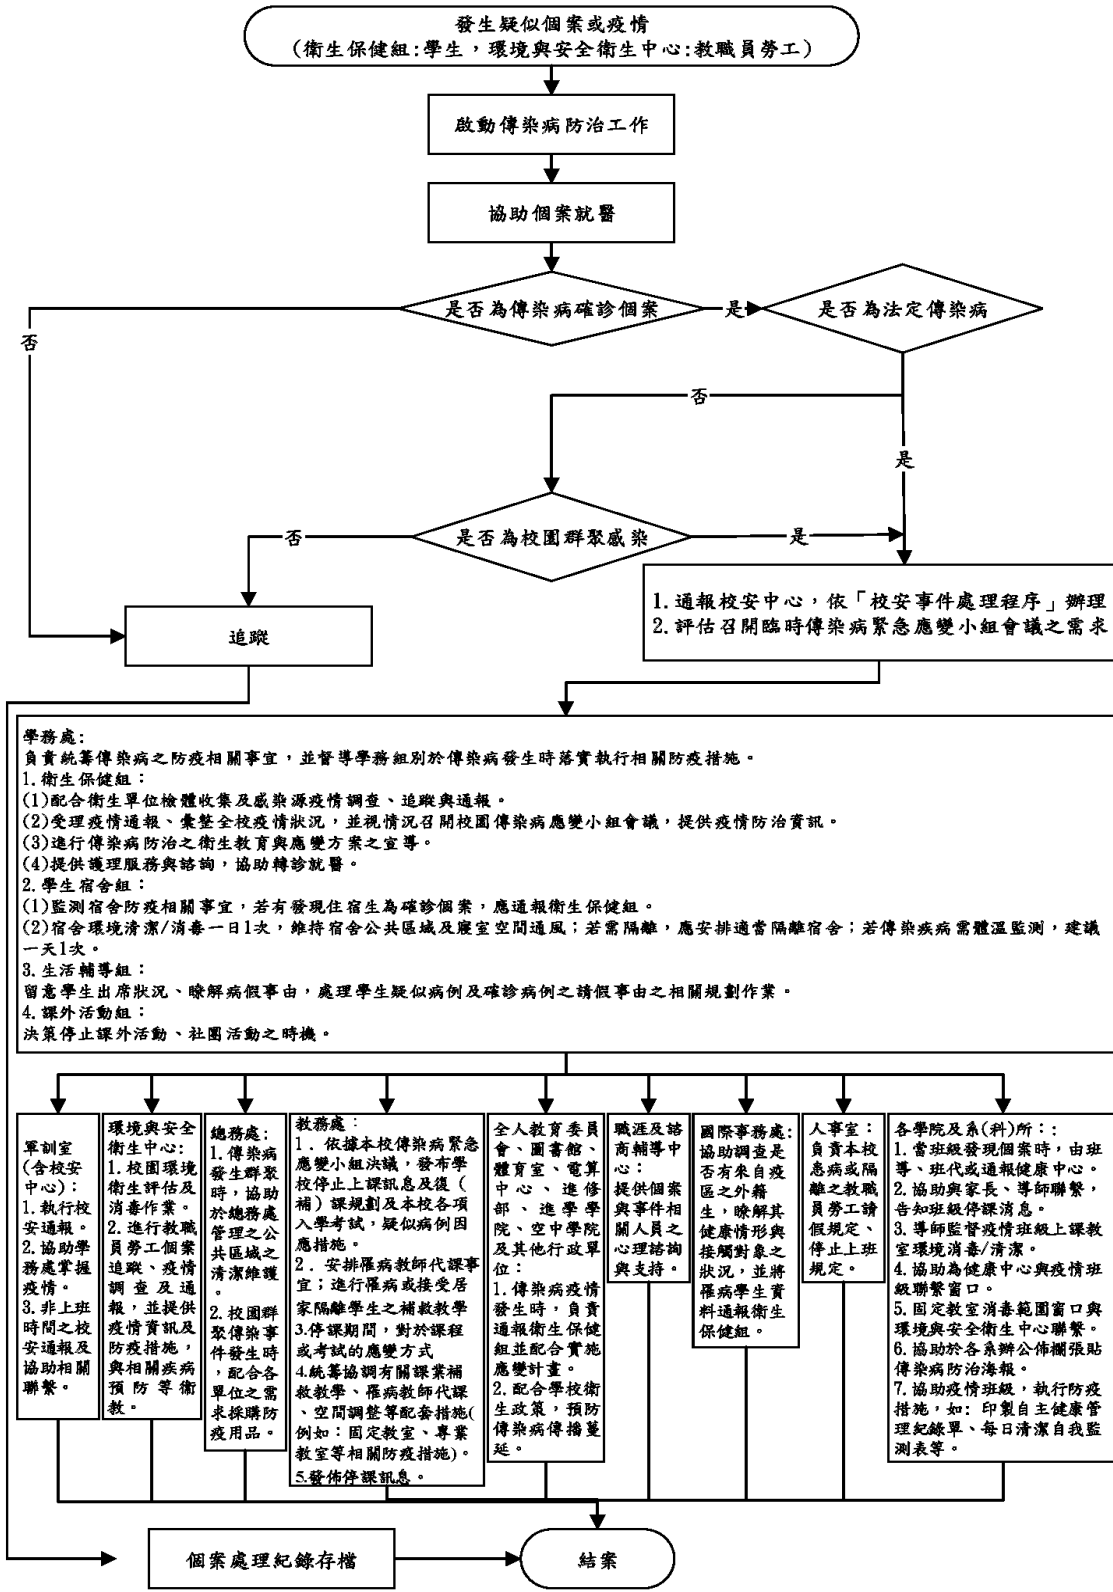 發生疑似個案或疫情
(衛生保健組:學生，環境與安全衛生中心:教職員勞工)
啟動傳染病防治工作
協助個案就醫
是否為傳染病確診個案
是
是否為法定傳染病
否
否
是
是否為校園群聚感染
否
是
1.通報校安中心，依「校安事件處理程序」辦理
2.評估召開臨時傳染病緊急應變小組會議之需求
追蹤
學務處:
負責統籌傳染病之防疫相關事宜，並督導學務組別於傳染病發生時落實執行相關防疫措施。
1.衛生保健組：
(1)配合衛生單位檢體收集及感染源疫情調查、追蹤與通報。
(2)受理疫情通報、彙整全校疫情狀況，並視情況召開校園傳染病應變小組會議，提供疫情防治資訊。
(3)進行傳染病防治之衛生教育與應變方案之宣導。
(4)提供護理服務與諮詢，協助轉診就醫。
2.學生宿舍組：
(1)監測宿舍防疫相關事宜，若有發現住宿生為確診個案，應通報衛生保健組。
(2)宿舍環境清潔/消毒一日1次，維持宿舍公共區域及寢室空間通風；若需隔離，應安排適當隔離宿舍；若傳染疾病需體溫監測，建議
一天1次。
3.生活輔導組：
留意學生出席狀況、瞭解病假事由，處理學生疑似病例及確診病例之請假事由之相關規劃作業。
4.課外活動組：
決策停止課外活動、社團活動之時機。
軍訓室
(含校安
中心)：
1.執行校
安通報。
2.協助學
務處掌握
疫情。
3.非上班
時間之校
安通報及
協助相關
聯繫。
環境與安全
衛生中心:
1.校園環境
衛生評估及
消毒作業。
2.進行教職
員勞工個案
追蹤、疫情
調查及通
報，並提供
疫情資訊及
防疫措施，
與相關疾病
預防等衛
教。
總務處:
1.傳染病
發生群聚
時，協助
於總務處
管理之公
共區域之
清潔維護
。
2.校園群
聚傳染事
件發生時
，配合各
單位之需
求採購防
疫用品。
教務處：
1．依據本校傳染病緊急
應變小組決議，發布學
校停止上課訊息及復（
補）課規劃及本校各項
入學考試，疑似病例因
應措施。
2．安排罹病教師代課事
宜；進行罹病或接受居
家隔離學生之補救教學
3.停課期間，對於課程
或考試的應變方式
4.統籌協調有關課業補
救教學、罹病教師代課
、空間調整等配套措施(
例如：固定教室、專業
教室等相關防疫措施)。
5.發佈停課訊息。
全人教育委員
會、圖書館、
體育室、電算
中心、進修
部、進學學
院、空中學院
及其他行政單
位：
1.傳染病疫情
發生時，負責
通報衛生保健
組並配合實施
應變計畫。
2.配合學校衛
生政策，預防
傳染病傳播蔓
延。
職涯及諮
商輔導中
心：
提供個案
與事件相
關人員之
心理諮詢
與支持。
國際事務處:
協助調查是
否有來自疫
區之外籍
生，瞭解其
健康情形與
接觸對象之
狀況，並將
罹病學生資
料通報衛生
保健組。
人事室：
負責本校
患病或隔
離之教職
員勞工請
假規定、
停止上班
規定。
各學院及系(科)所：:
1.當班級發現個案時，由班
導、班代或通報健康中心。
2.協助與家長、導師聯繫，
告知班級停課消息。
3.導師監督疫情班級上課教
室環境消毒/清潔。
4.協助為健康中心與疫情班
級聯繫窗口。
5.固定教室消毒範圍窗口與
環境與安全衛生中心聯繫。
6.協助於各系辦公佈欄張貼
傳染病防治海報。
7.協助疫情班級，執行防疫
措施，如:印製自主健康管
理紀錄單、每日清潔自我監
測表等。
個案處理紀錄存檔
結案